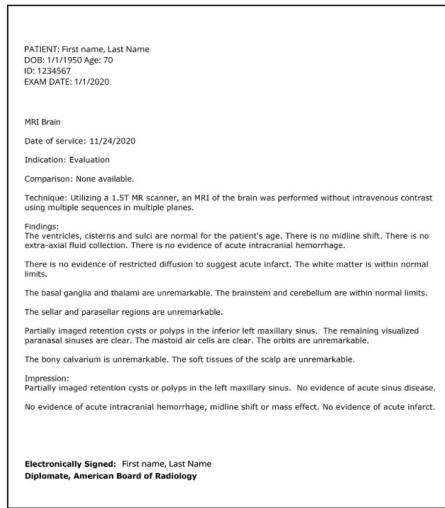 PATIENT: First name, Last Name
DOB: 1/1/1950 Age: 70
ID: 1234567
EXAM DATE: 1/1/2020
MRI Brain
Date of service: 11/24/2020
Indication: Evaluation
Comparison: None available.
Technique: Utilizing a 1.5T MR scanner, an MRI of the brain was performed without intravenous contrast
using multiple sequences in multiple planes.
Findings:
The ventricles, cisterns and sulci are normal for the patient's age. There is no midline shift. There is no
extra-axial fluid collection. There is no evidence of acute intracranial hemorrhage.
There is no evidence of restricted diffusion to suggest acute infarct. The white matter is within normal
limits.
The basal ganglia and thalami are unremarkable. The brainstem and cerebellum are within normal limits.
The sellar and parasellar regions are unremarkable.
Partially imaged retention cysts or polyps in the inferior left maxillary sinus. The remaining visualized
paranasal sinuses are clear. The mastoid air cells are clear. The orbits are unremarkable.
The bony calvarium is unremarkable. The soft tissues of the scalp are unremarkable.
Impression:
Partially imaged retention cysts or polyps in the left maxillary sinus. No evidence of acute sinus disease.
No evidence of acute intracranial hemorrhage, midline shift or mass effect. No evidence of acute infarct.
Electronically Signed: First name, Last Name
Diplomate, American Board of Radiology